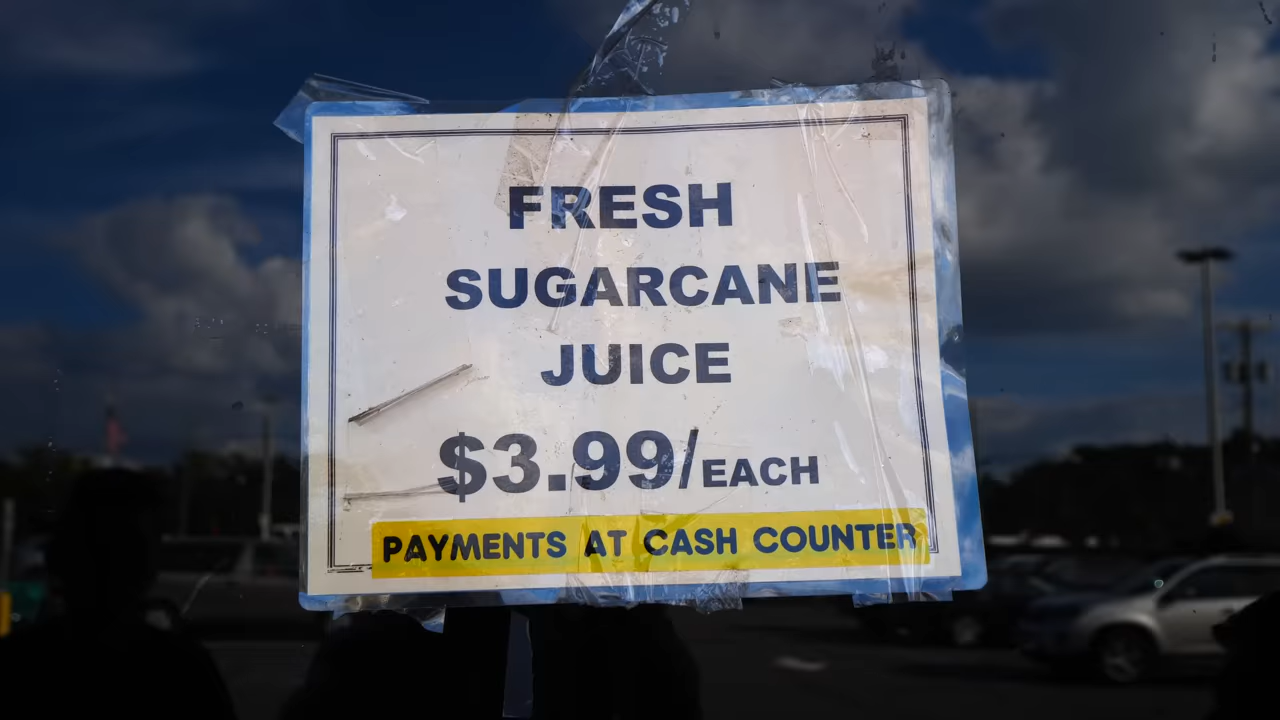 FRESH
SUGARCANE
JUICE
$3.99/EACH
PAYMENTS AT CASH COUNTER